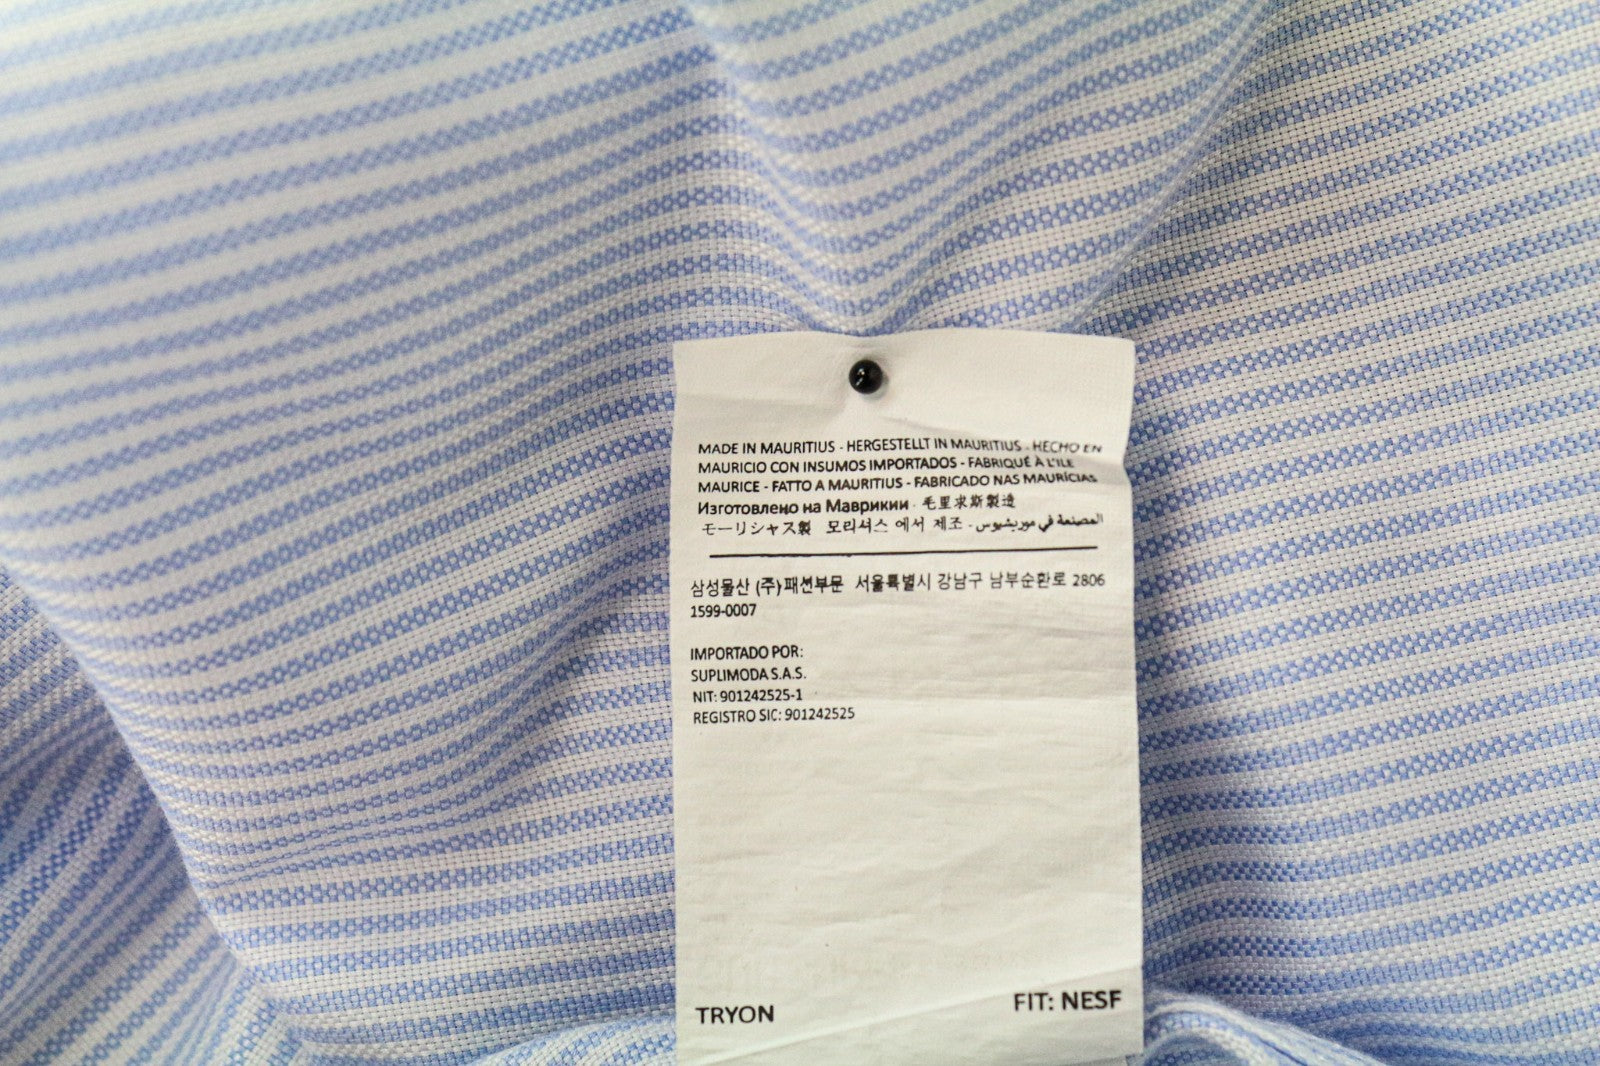 MADE IN MAURITIUS - HERGESTELLT IN MAURITIUS - HECHO EN
MAURICIO CON INSUMOS IMPORTADOS - FABRIQUÉ À L'ILE
MAURICE - FATTO A MAURITIUS - FABRICADO NAS MAURÍCIAS
Изготовлено на Маврикии - 毛里求斯製造
モーリシャス製 모리셔스 에서 제조 - المصنعة في موريشيوس
삼성물산 (주)패션부문 서울특별시 강남구 남부순환로 2806
1599-0007
IMPORTADO POR:
SUPLIMODA S.A.S.
NIT: 901242525-1
REGISTRO SIC: 901242525
TRYON FIT: NESF